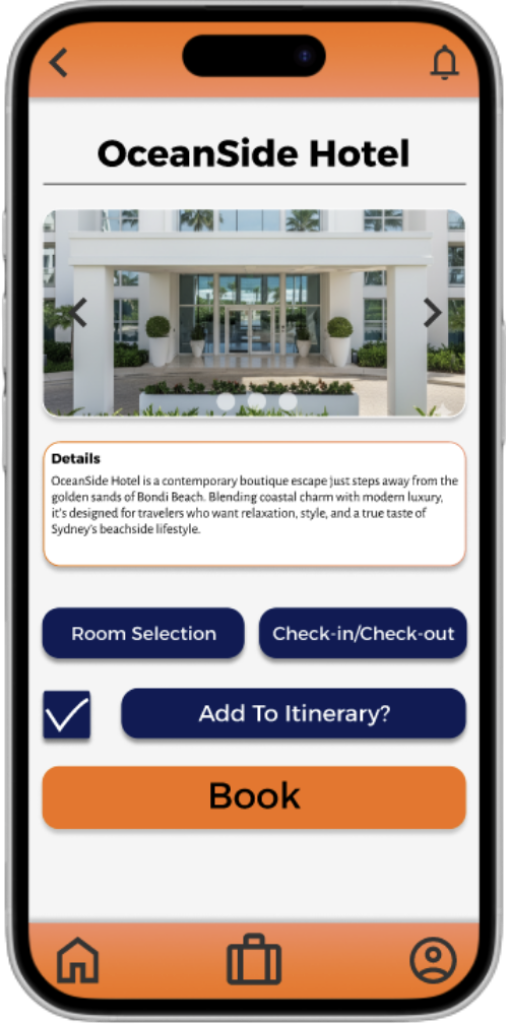 OceanSide Hotel
Details
OceanSide Hotel is a contemporary boutique escape just steps away from the
golden sands of Bondi Beach. Blending coastal charm with modern luxury,
it's designed for travelers who want relaxation, style, and a true taste of
Sydney's beachside lifestyle.
Room Selection
Check-in/Check-out
Add To Itinerary?
Book